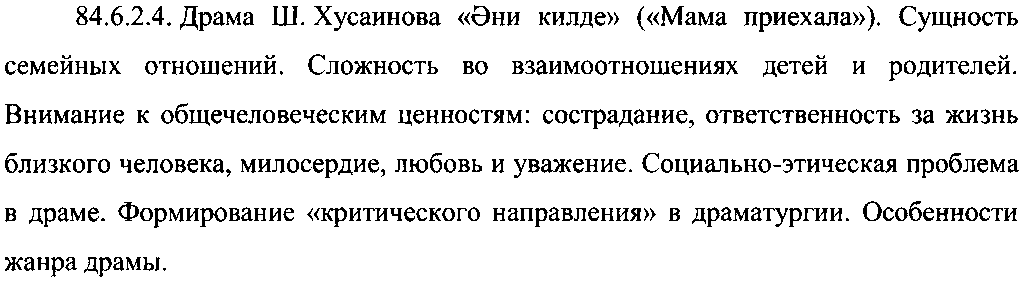 84.6.2.4. Драма Ш. Хусаинова «Әни килде» («Мама приехала»). Сущность
семейных отношений. Сложность во взаимоотношениях детей и родителей.
Внимание к общечеловеческим ценностям: сострадание, ответственность за жизнь
близкого человека, милосердие, любовь и уважение. Социально-этическая проблема
в драме. Формирование «критического направления» в драматургии. Особенности
жанра драмы.